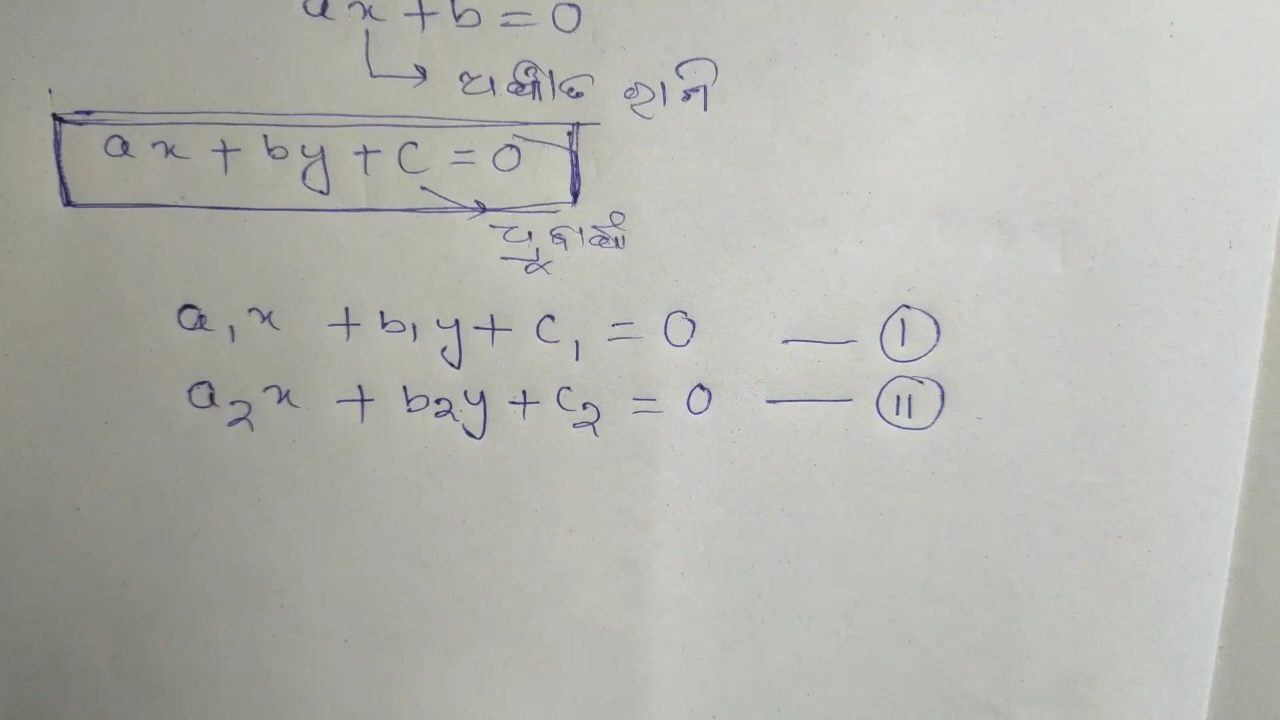 ax + b = 0
ax + by + c = 0
a₁x + b₁y + c₁ = 0 — I
a₂x + b₂y + c₂ = 0 — II